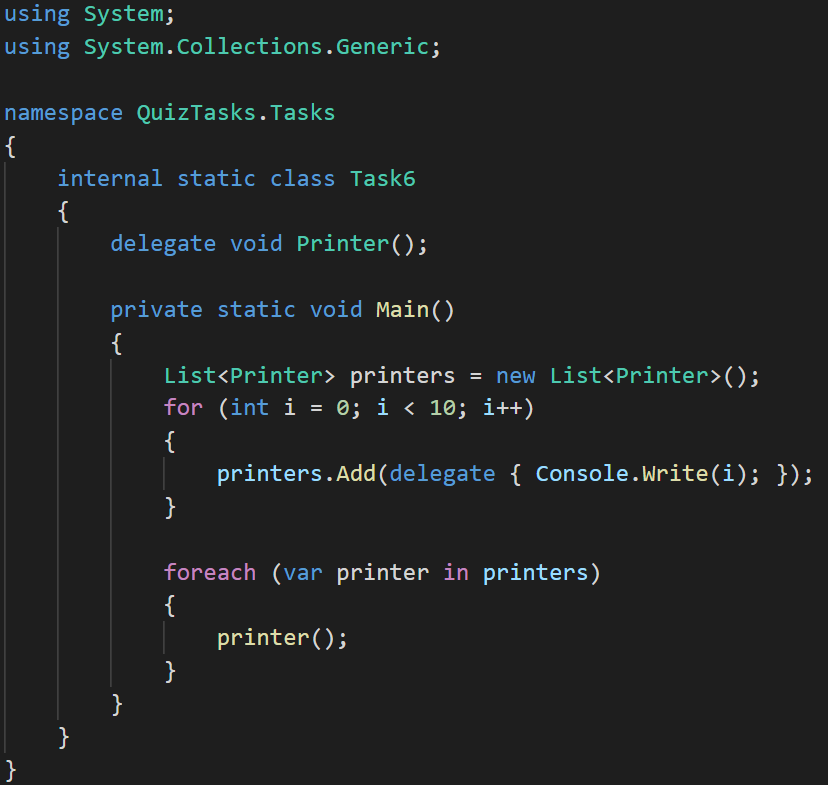 using System;
using System.Collections.Generic;

namespace QuizTasks.Tasks
{
    internal static class Task6
    {
        delegate void Printer();

        private static void Main()
        {
            List<Printer> printers = new List<Printer>();
            for (int i = 0; i < 10; i++)
            {
                printers.Add(delegate { Console.Write(i); });
            }

            foreach (var printer in printers)
            {
                printer();
            }
        }
    }
}